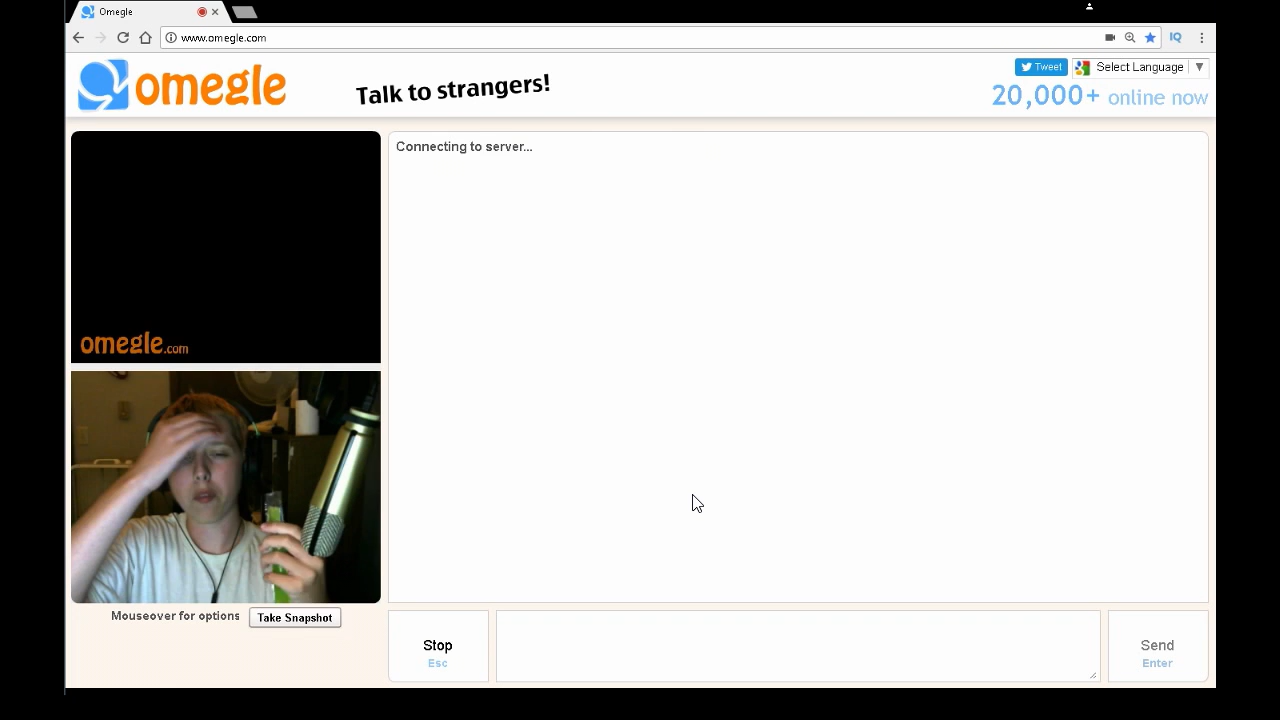 Omegle
www.omegle.com
IQ
omegle
Talk to strangers!
Tweet
Select Language ▼
20,000+ online now
Connecting to server...
omegle.com
Mouseover for options
Take Snapshot
Stop
Esc
Send
Enter